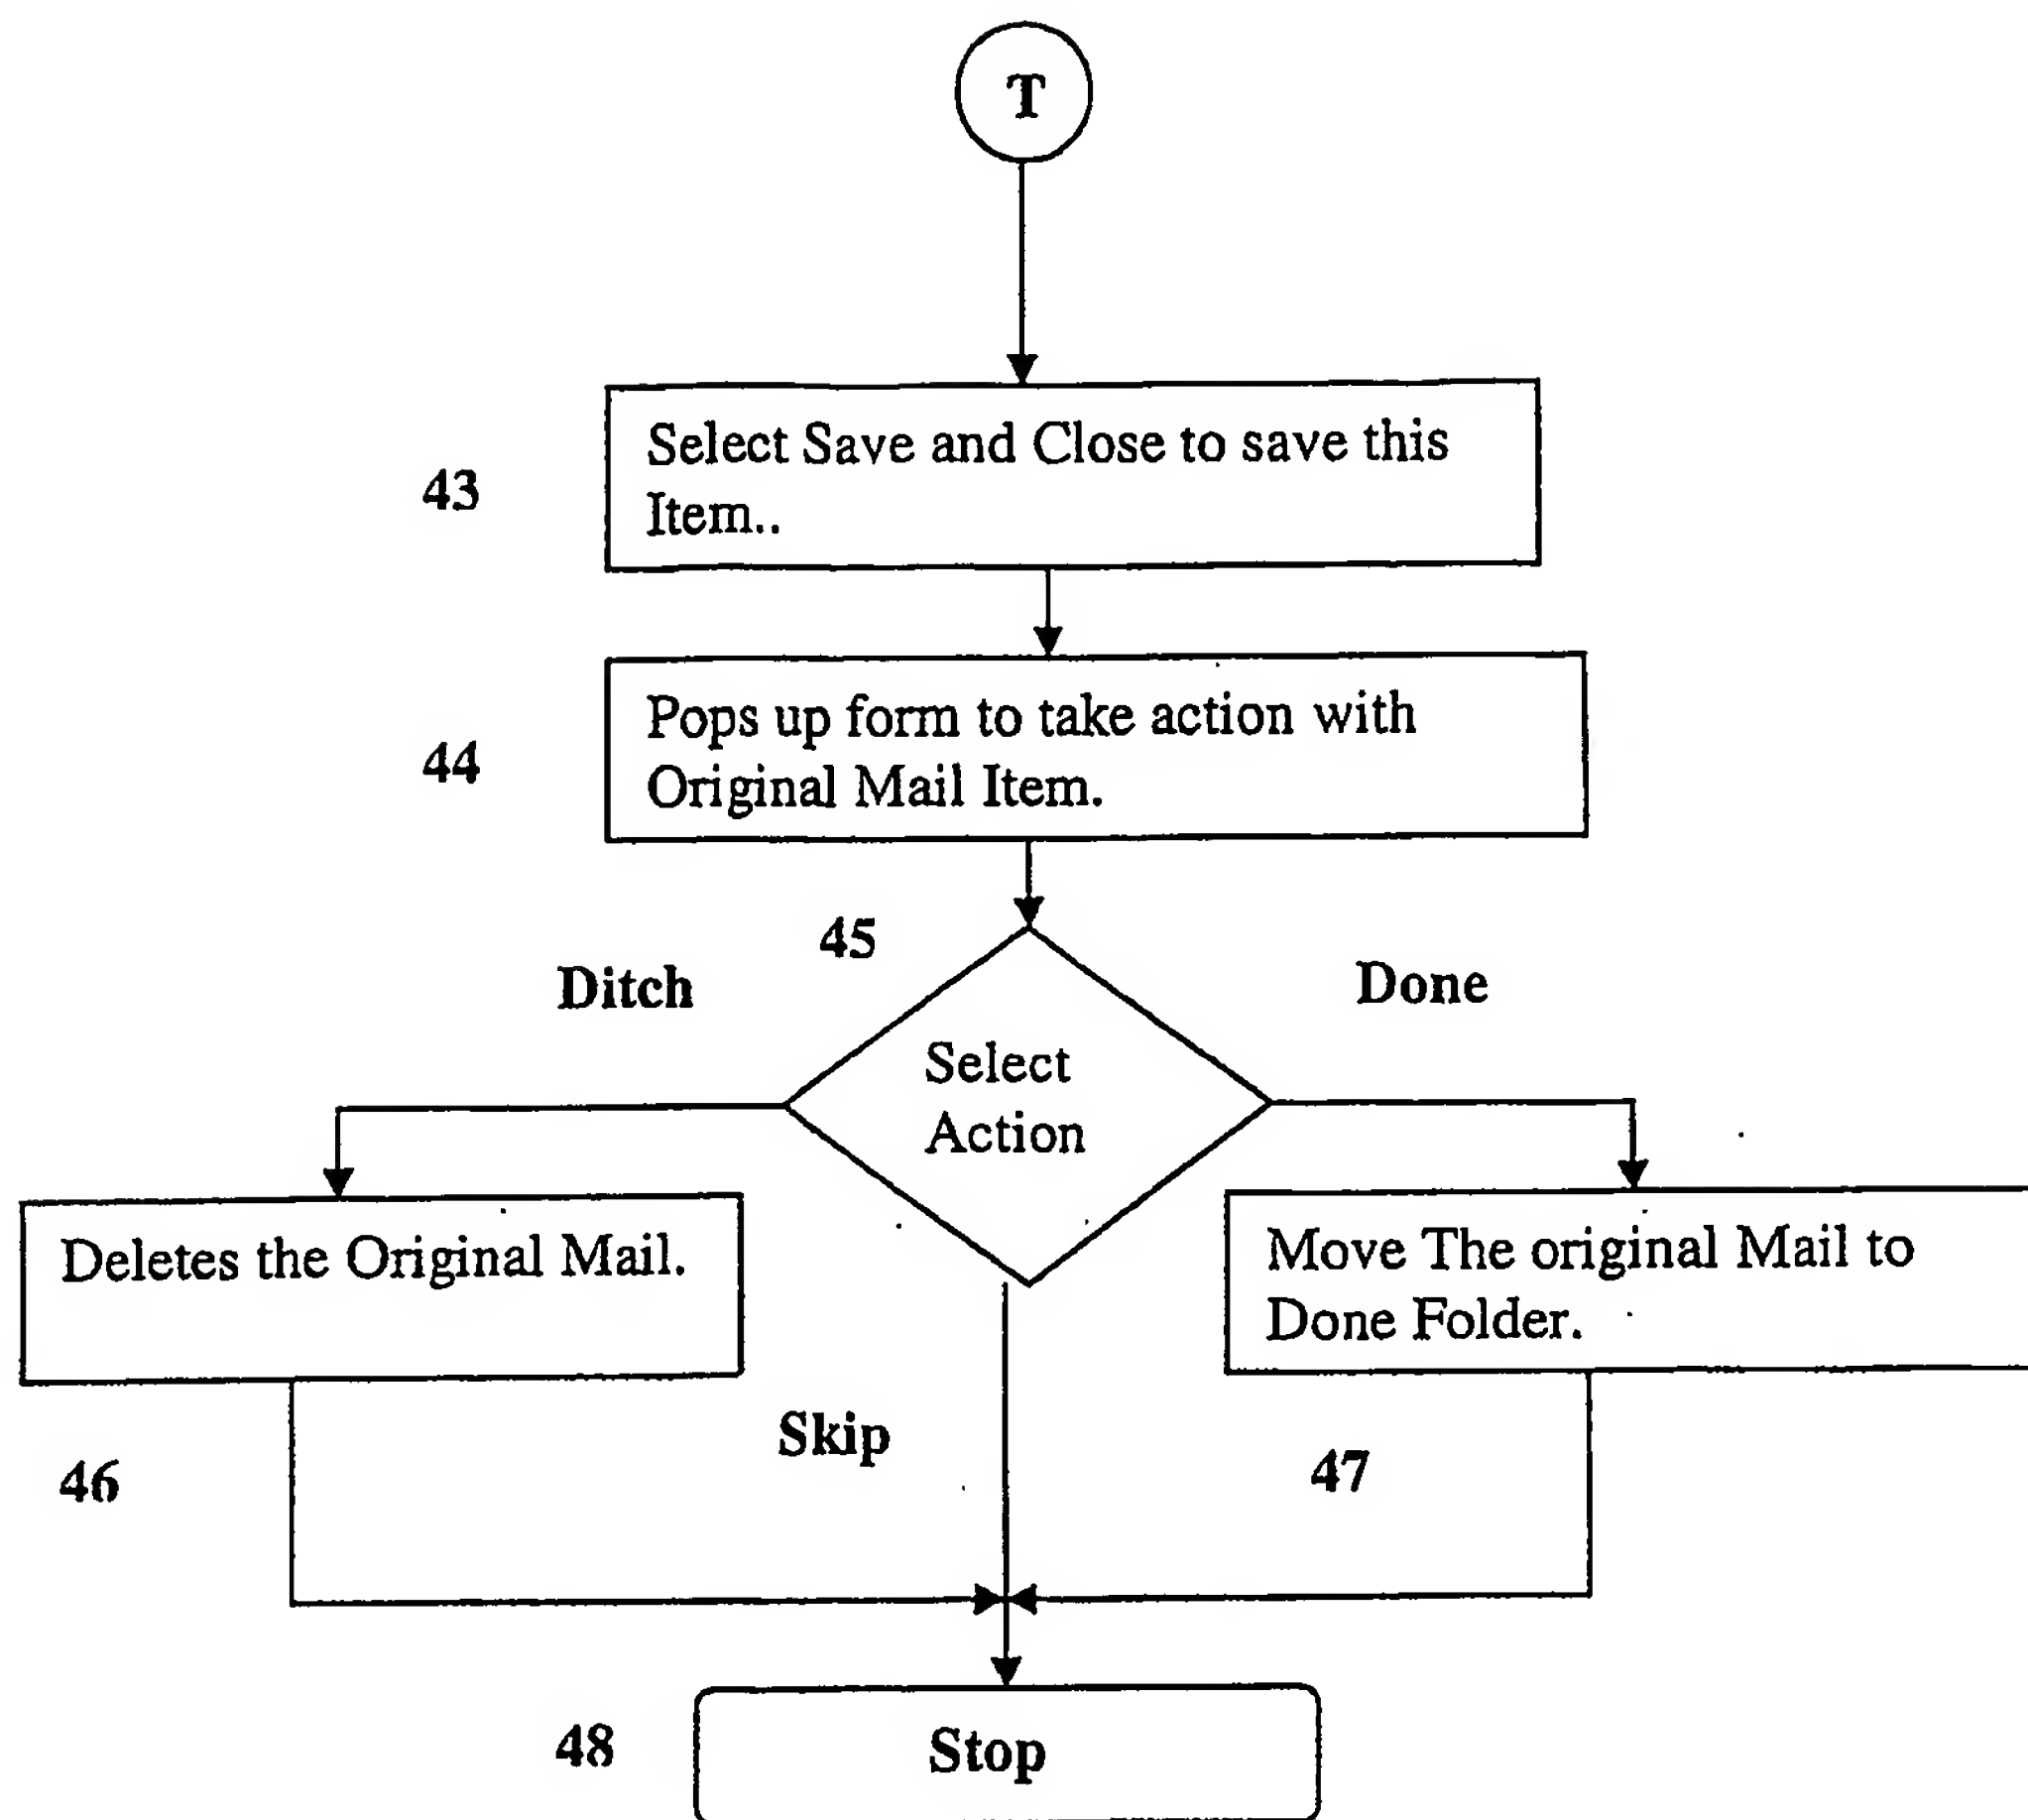 T
43
Select Save and Close to save this
Item..
44
Pops up form to take action with
Original Mail Item.
45
Ditch
Done
Select
Action
Deletes the Original Mail.
Move The original Mail to
Done Folder.
Skip
46
47
48
Stop